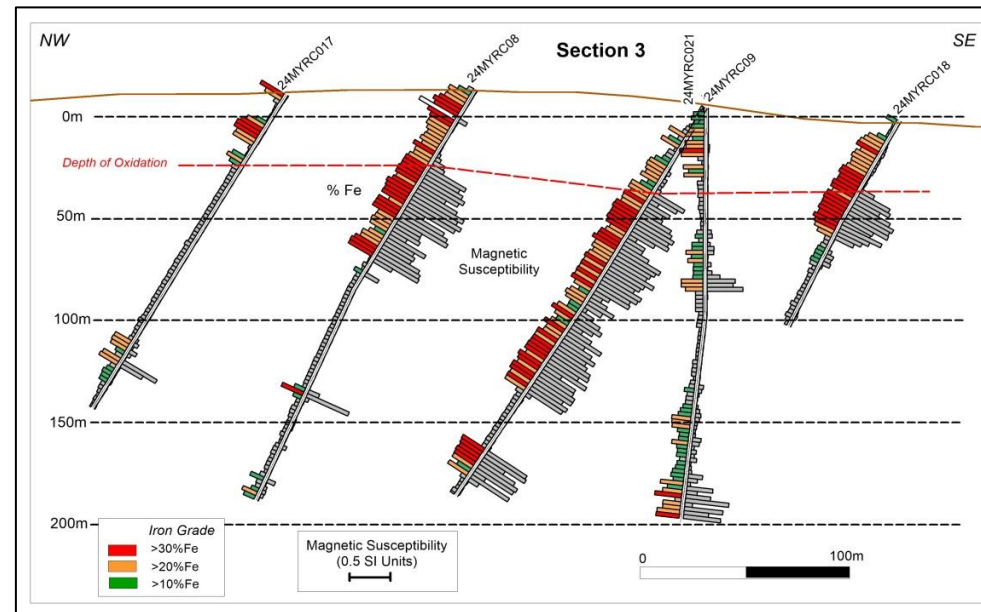 NW
Section 3
SE
24MYRC017
24MYRC08
24MYRC021
24MYRC09
24MYRC018
0m
Depth of Oxidation
% Fe
50m
Magnetic
Susceptibility
100m
150m
200m
Iron Grade
>30%Fe
>20%Fe
>10%Fe
Magnetic Susceptibility
(0.5 SI Units)
0 100m